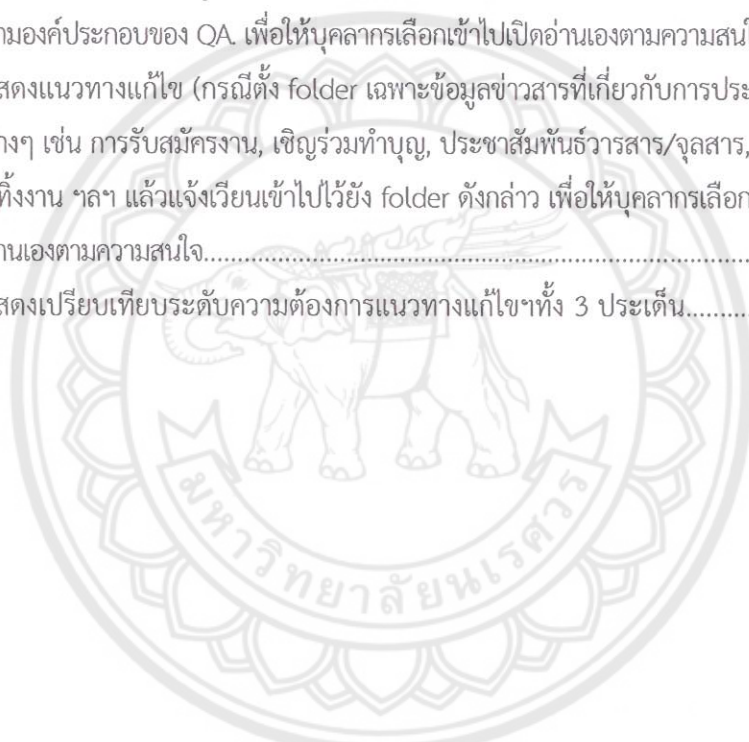 ามองค์ประกอบของ QA. เพื่อให้บุคลากรเลือกเข้าไปเปิดอ่านเองตามความสนใ
สดงแนวทางแก้ไข (กรณีตั้ง folder เฉพาะข้อมูลข่าวสารที่เกี่ยวกับการประ
างๆ เช่น การรับสมัครงาน, เชิญร่วมทำบุญ, ประชาสัมพันธ์วารสาร/จุลสาร,
ทิ้งงาน ฯลฯ แล้วแจ้งเวียนเข้าไปไว้ยัง folder ดังกล่าว เพื่อให้บุคลากรเลือก
านเองตามความสนใจ......................................................................
สดงเปรียบเทียบระดับความต้องการแนวทางแก้ไขฯทั้ง 3 ประเด็น...........
มหาวิทยาลัยนเรศวร